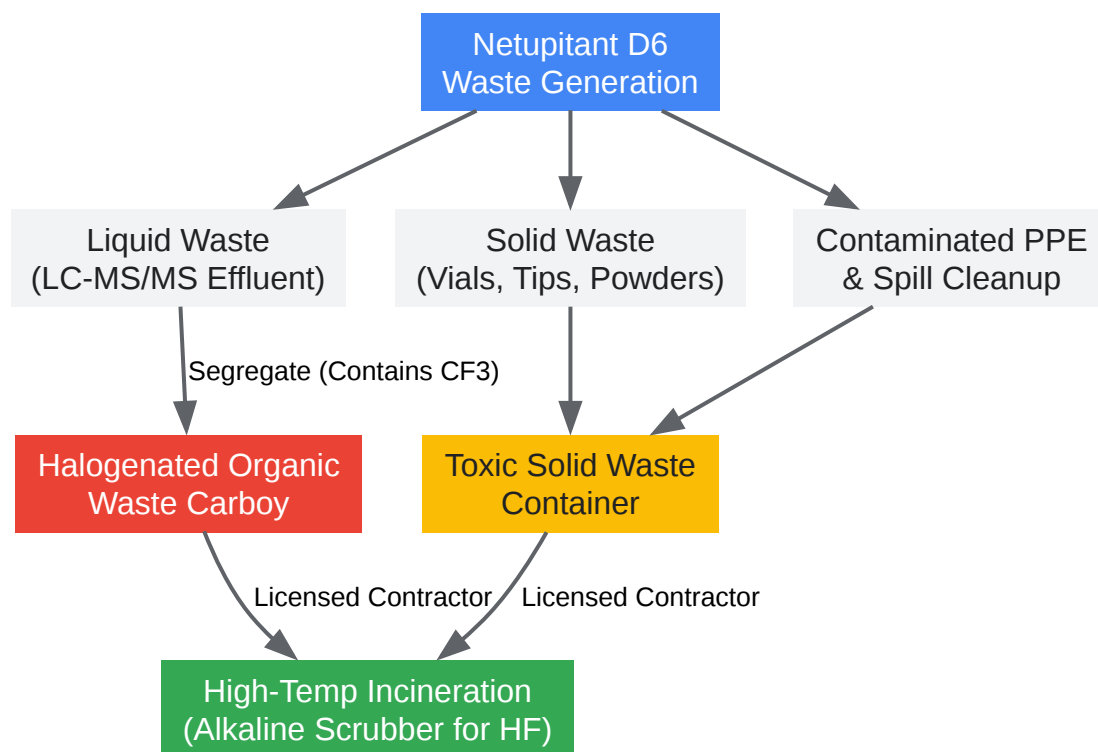 Netupitant D6
Waste Generation
Liquid Waste
(LC-MS/MS Effluent)
Solid Waste
(Vials, Tips, Powders)
Contaminated PPE
& Spill Cleanup
Segregate (Contains CF3)
Halogenated Organic
Waste Carboy
Toxic Solid Waste
Container
Licensed Contractor
Licensed Contractor
High-Temp Incineration
(Alkaline Scrubber for HF)